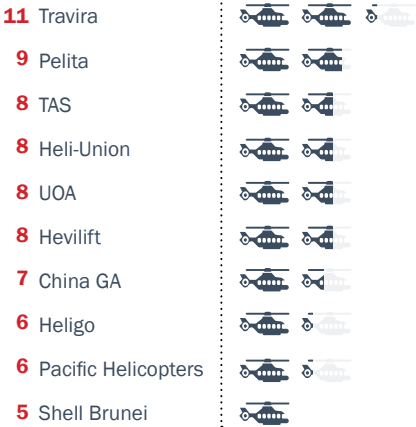 11 Travira
9 Pelita
8 TAS
8 Heli-Union
8 UOA
8 Hevilift
7 China GA
6 Heligo
6 Pacific Helicopters
5 Shell Brunei